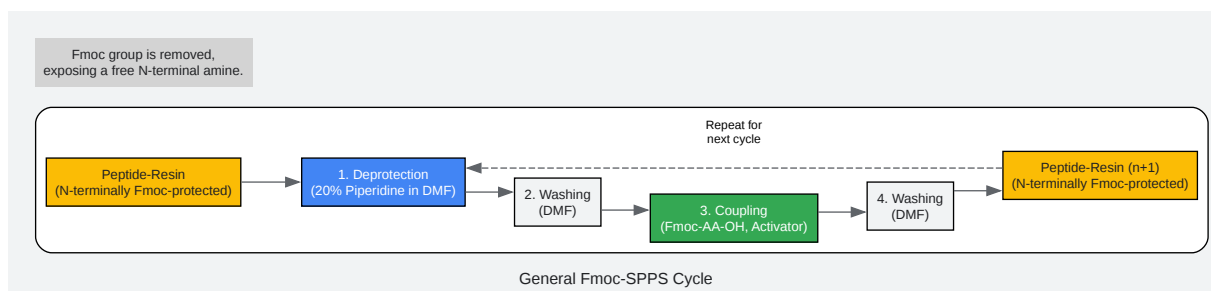 Fmoc group is removed,
exposing a free N-terminal amine.
Repeat for
next cycle
Peptide-Resin
(N-terminally Fmoc-protected)
1. Deprotection
(20% Piperidine in DMF)
2. Washing
(DMF)
3. Coupling
(Fmoc-AA-OH, Activator)
4. Washing
(DMF)
Peptide-Resin (n+1)
(N-terminally Fmoc-protected)
General Fmoc-SPPS Cycle